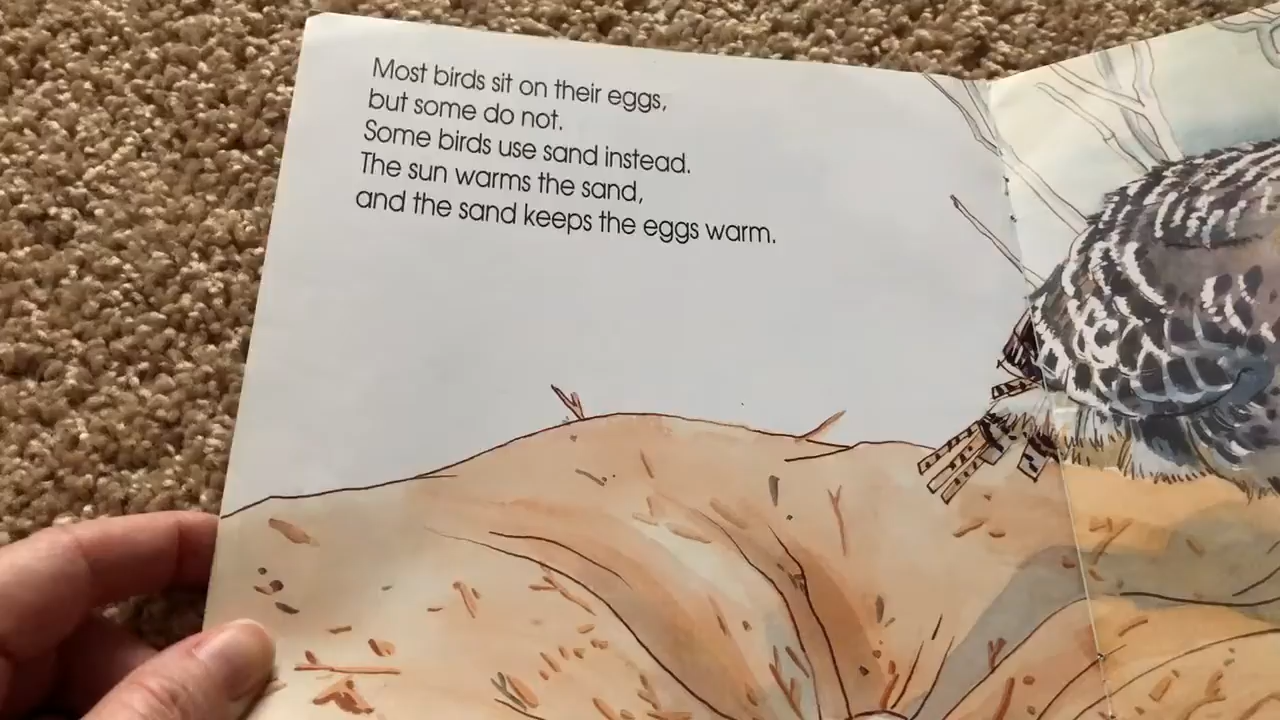 Most birds sit on their eggs,
but some do not.
Some birds use sand instead.
The sun warms the sand,
and the sand keeps the eggs warm.